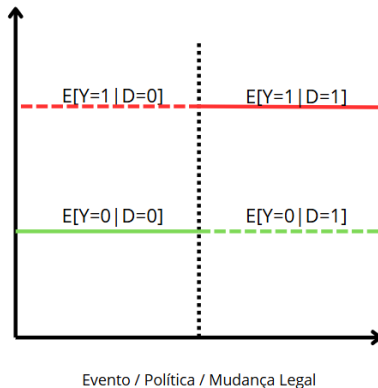 E[Y=1|D=0] E[Y=1|D=1]
E[Y=0|D=0] E[Y=0|D=1]
Evento / Política / Mudança Legal